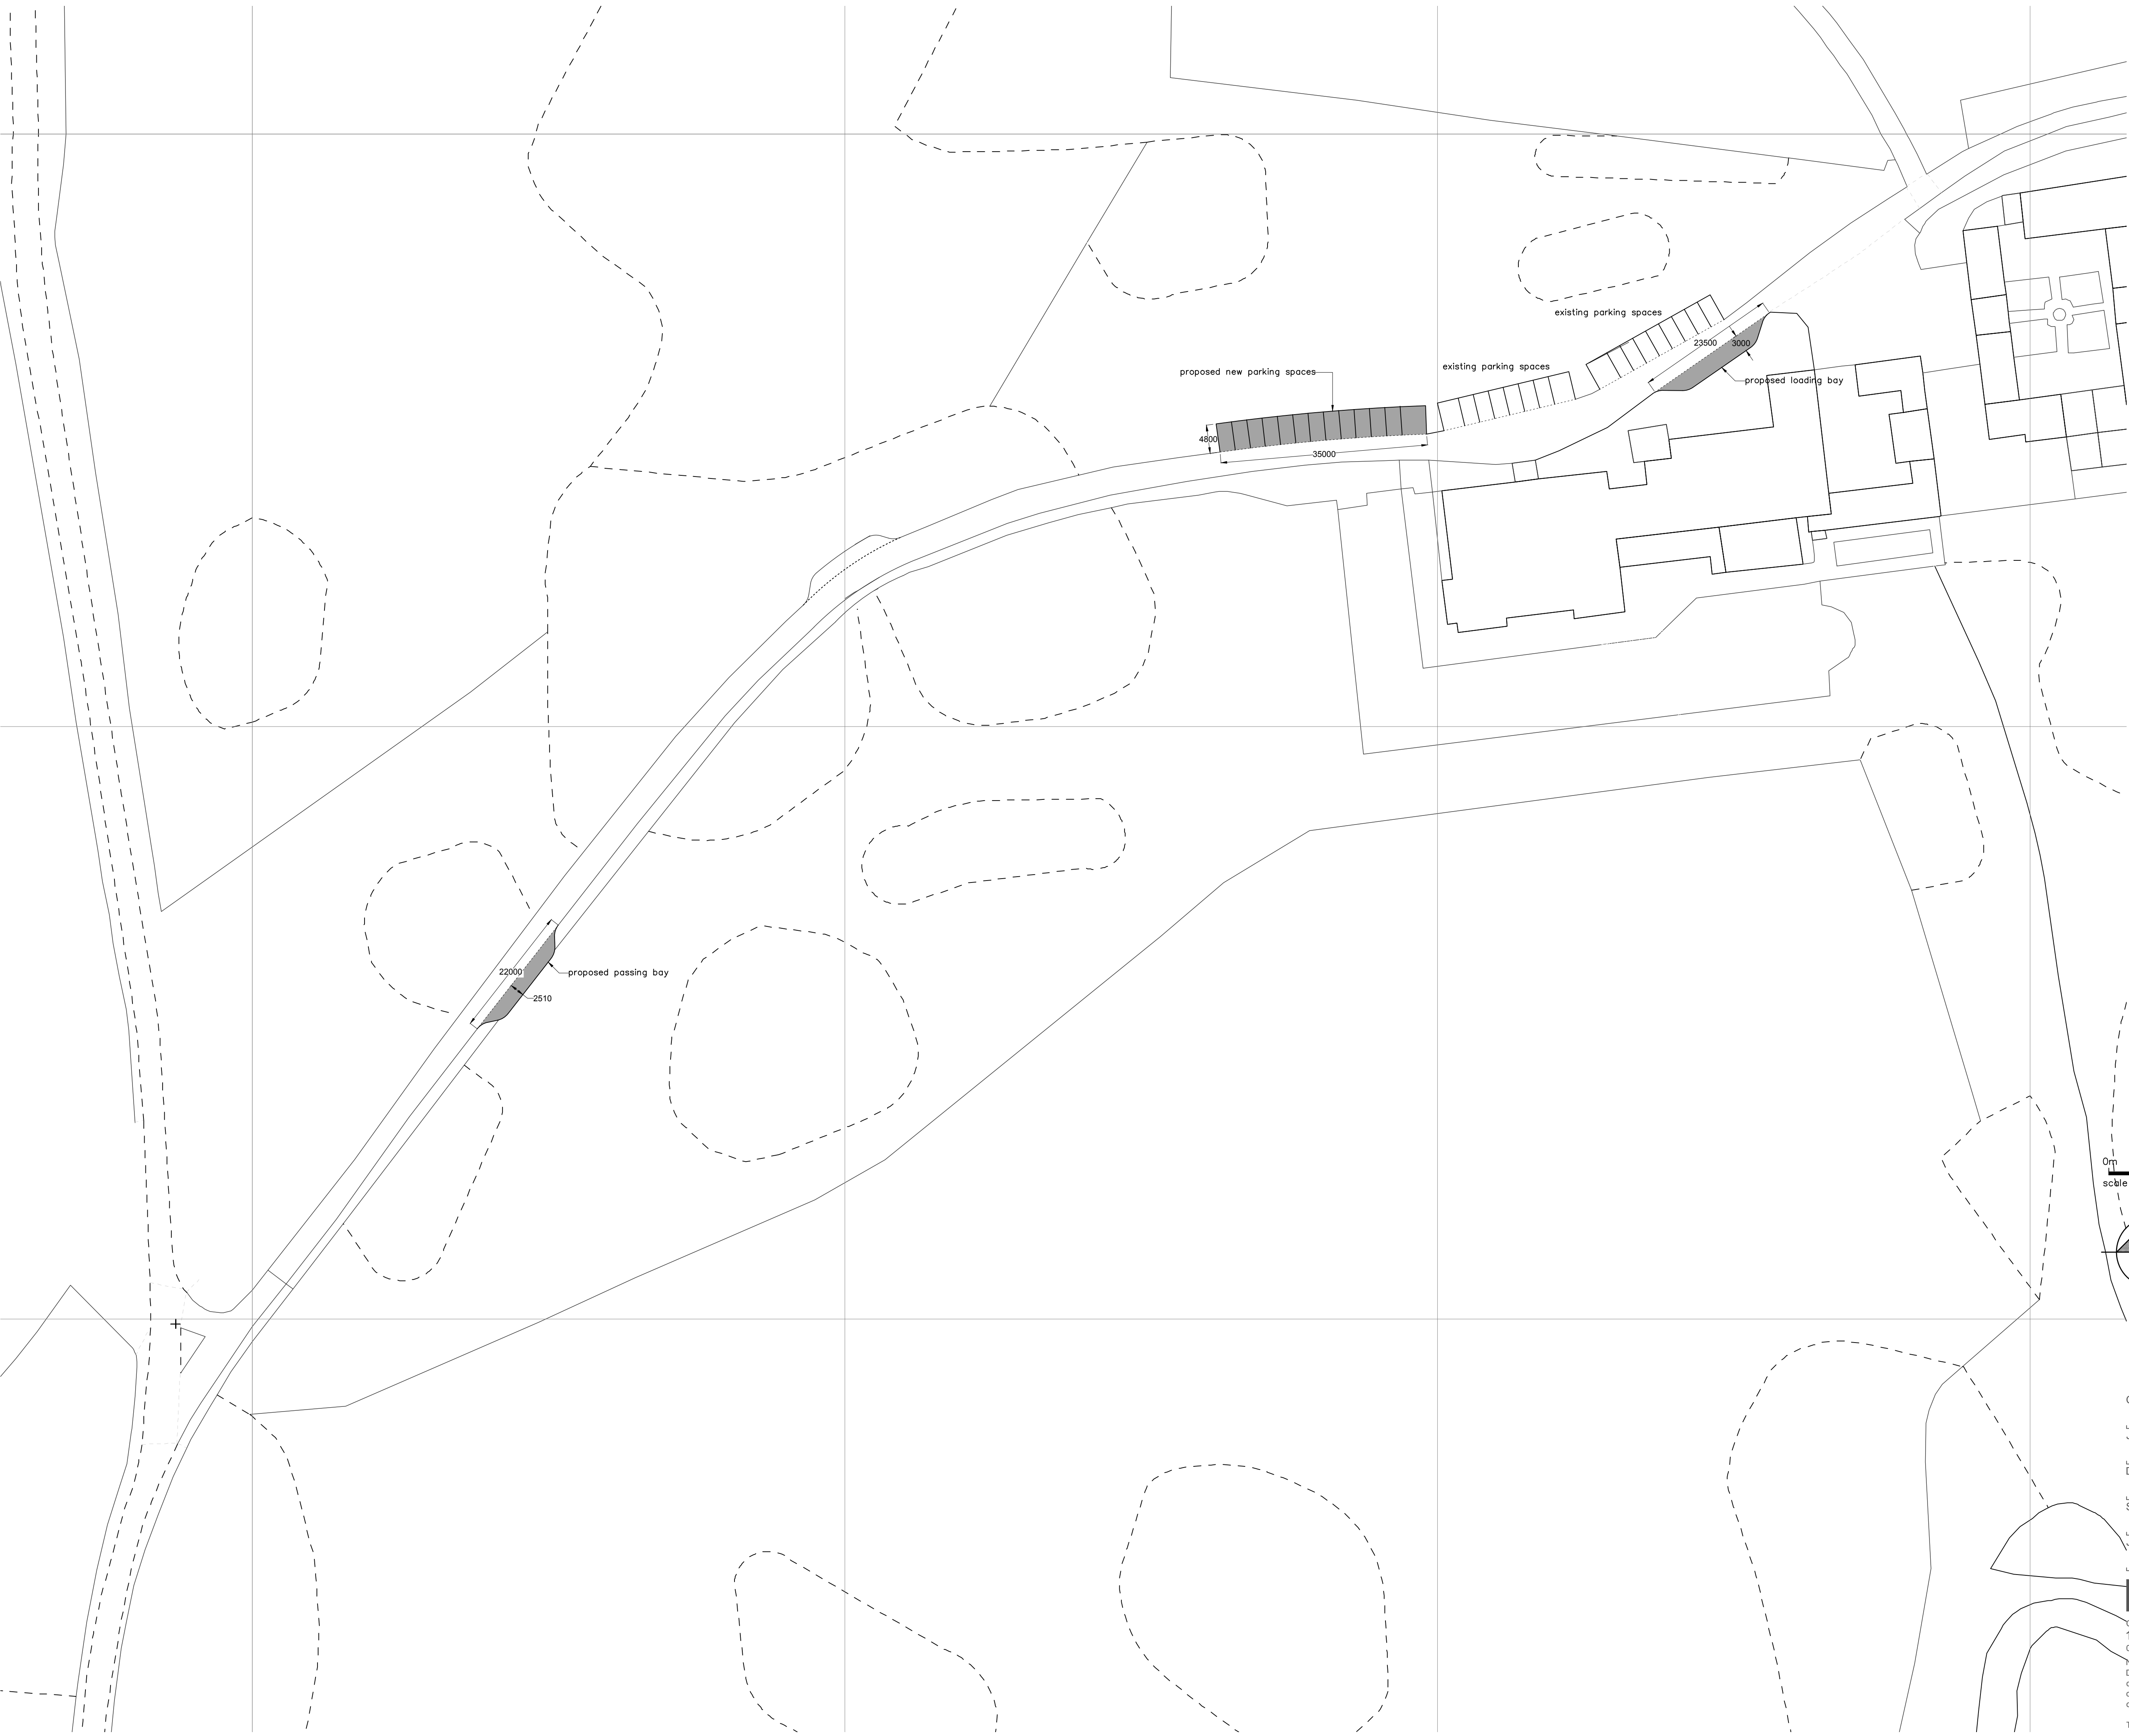 existing parking spaces
23500
3000
existing parking spaces
proposed new parking spaces
proposed loading bay
4800
35000
22000
proposed passing bay
2510
0m
scale